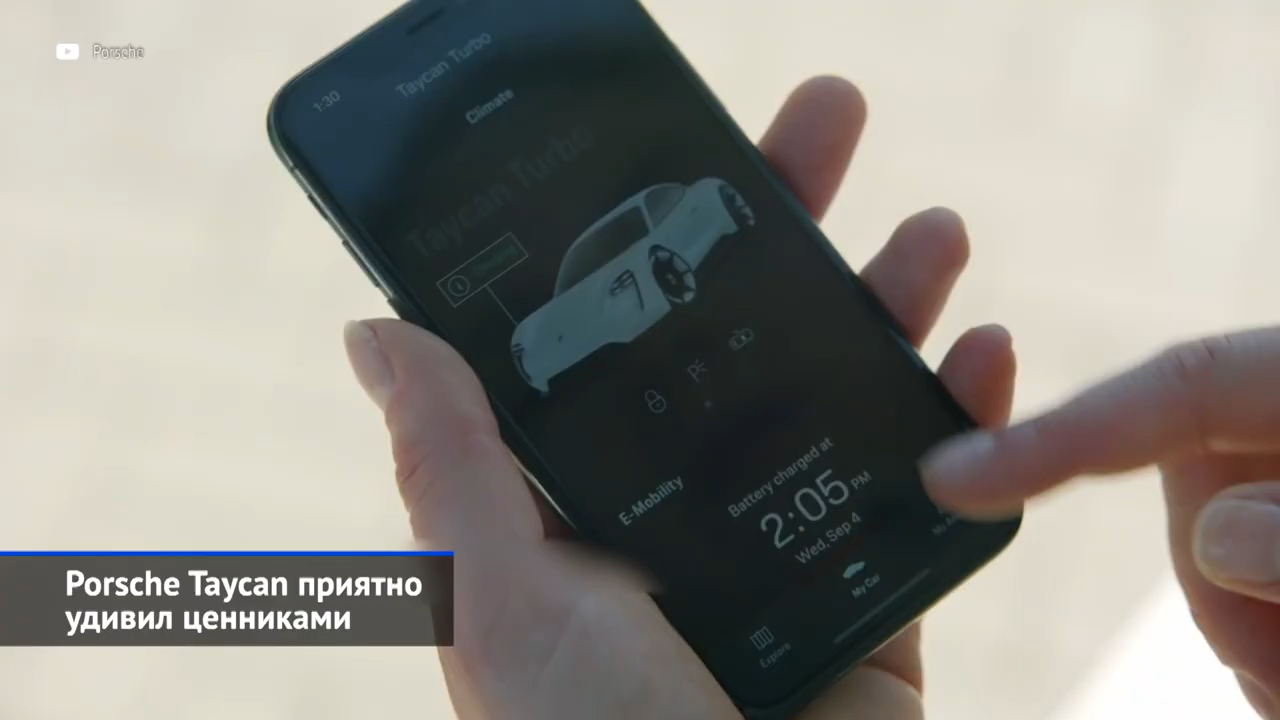 Porsche
1:30
Taycan Turbo
Climate
Taycan Turbo
E-Mobility
Battery charged at
2:05 PM
Wed, Sep 4
My Car
Explore
Porsche Taycan приятно
удивил ценниками